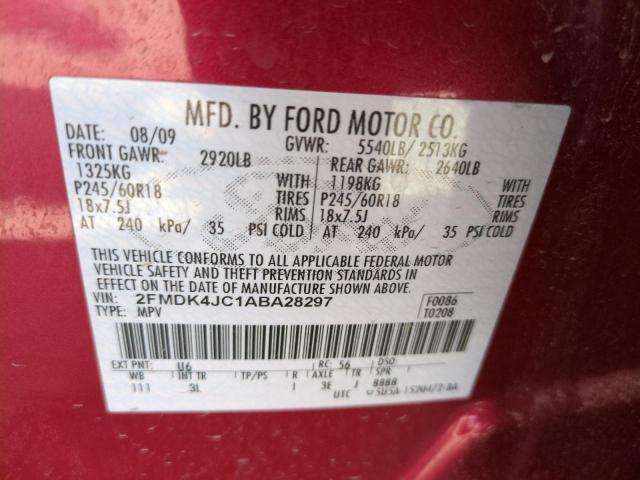 MFD. BY FORD MOTOR CO.
DATE: 08/09 GVWR: 5540LB/ 2513KG
FRONT GAWR: 2920LB REAR GAWR: 2640LB
1325KG WITH 1198KG WITH
P245/60R18 TIRES P245/60R18 TIRES
18x7.5J RIMS 18x7.5J RIMS
AT 240 kPa/ 35 PSI COLD AT 240 kPa/ 35 PSI COLD
THIS VEHICLE CONFORMS TO ALL APPLICABLE FEDERAL MOTOR
VEHICLE SAFETY AND THEFT PREVENTION STANDARDS IN
EFFECT ON THE DATE OF MANUFACTURE SHOWN ABOVE.
VIN: 2FMDK4JC1ABA28297 F0086
TYPE: MPV T0208
EXT PNT: U6 RC: 56 DSO:
WB INT TR TP/PS R AXLE TR SPR
111 3L I 3E J 8888
UTC